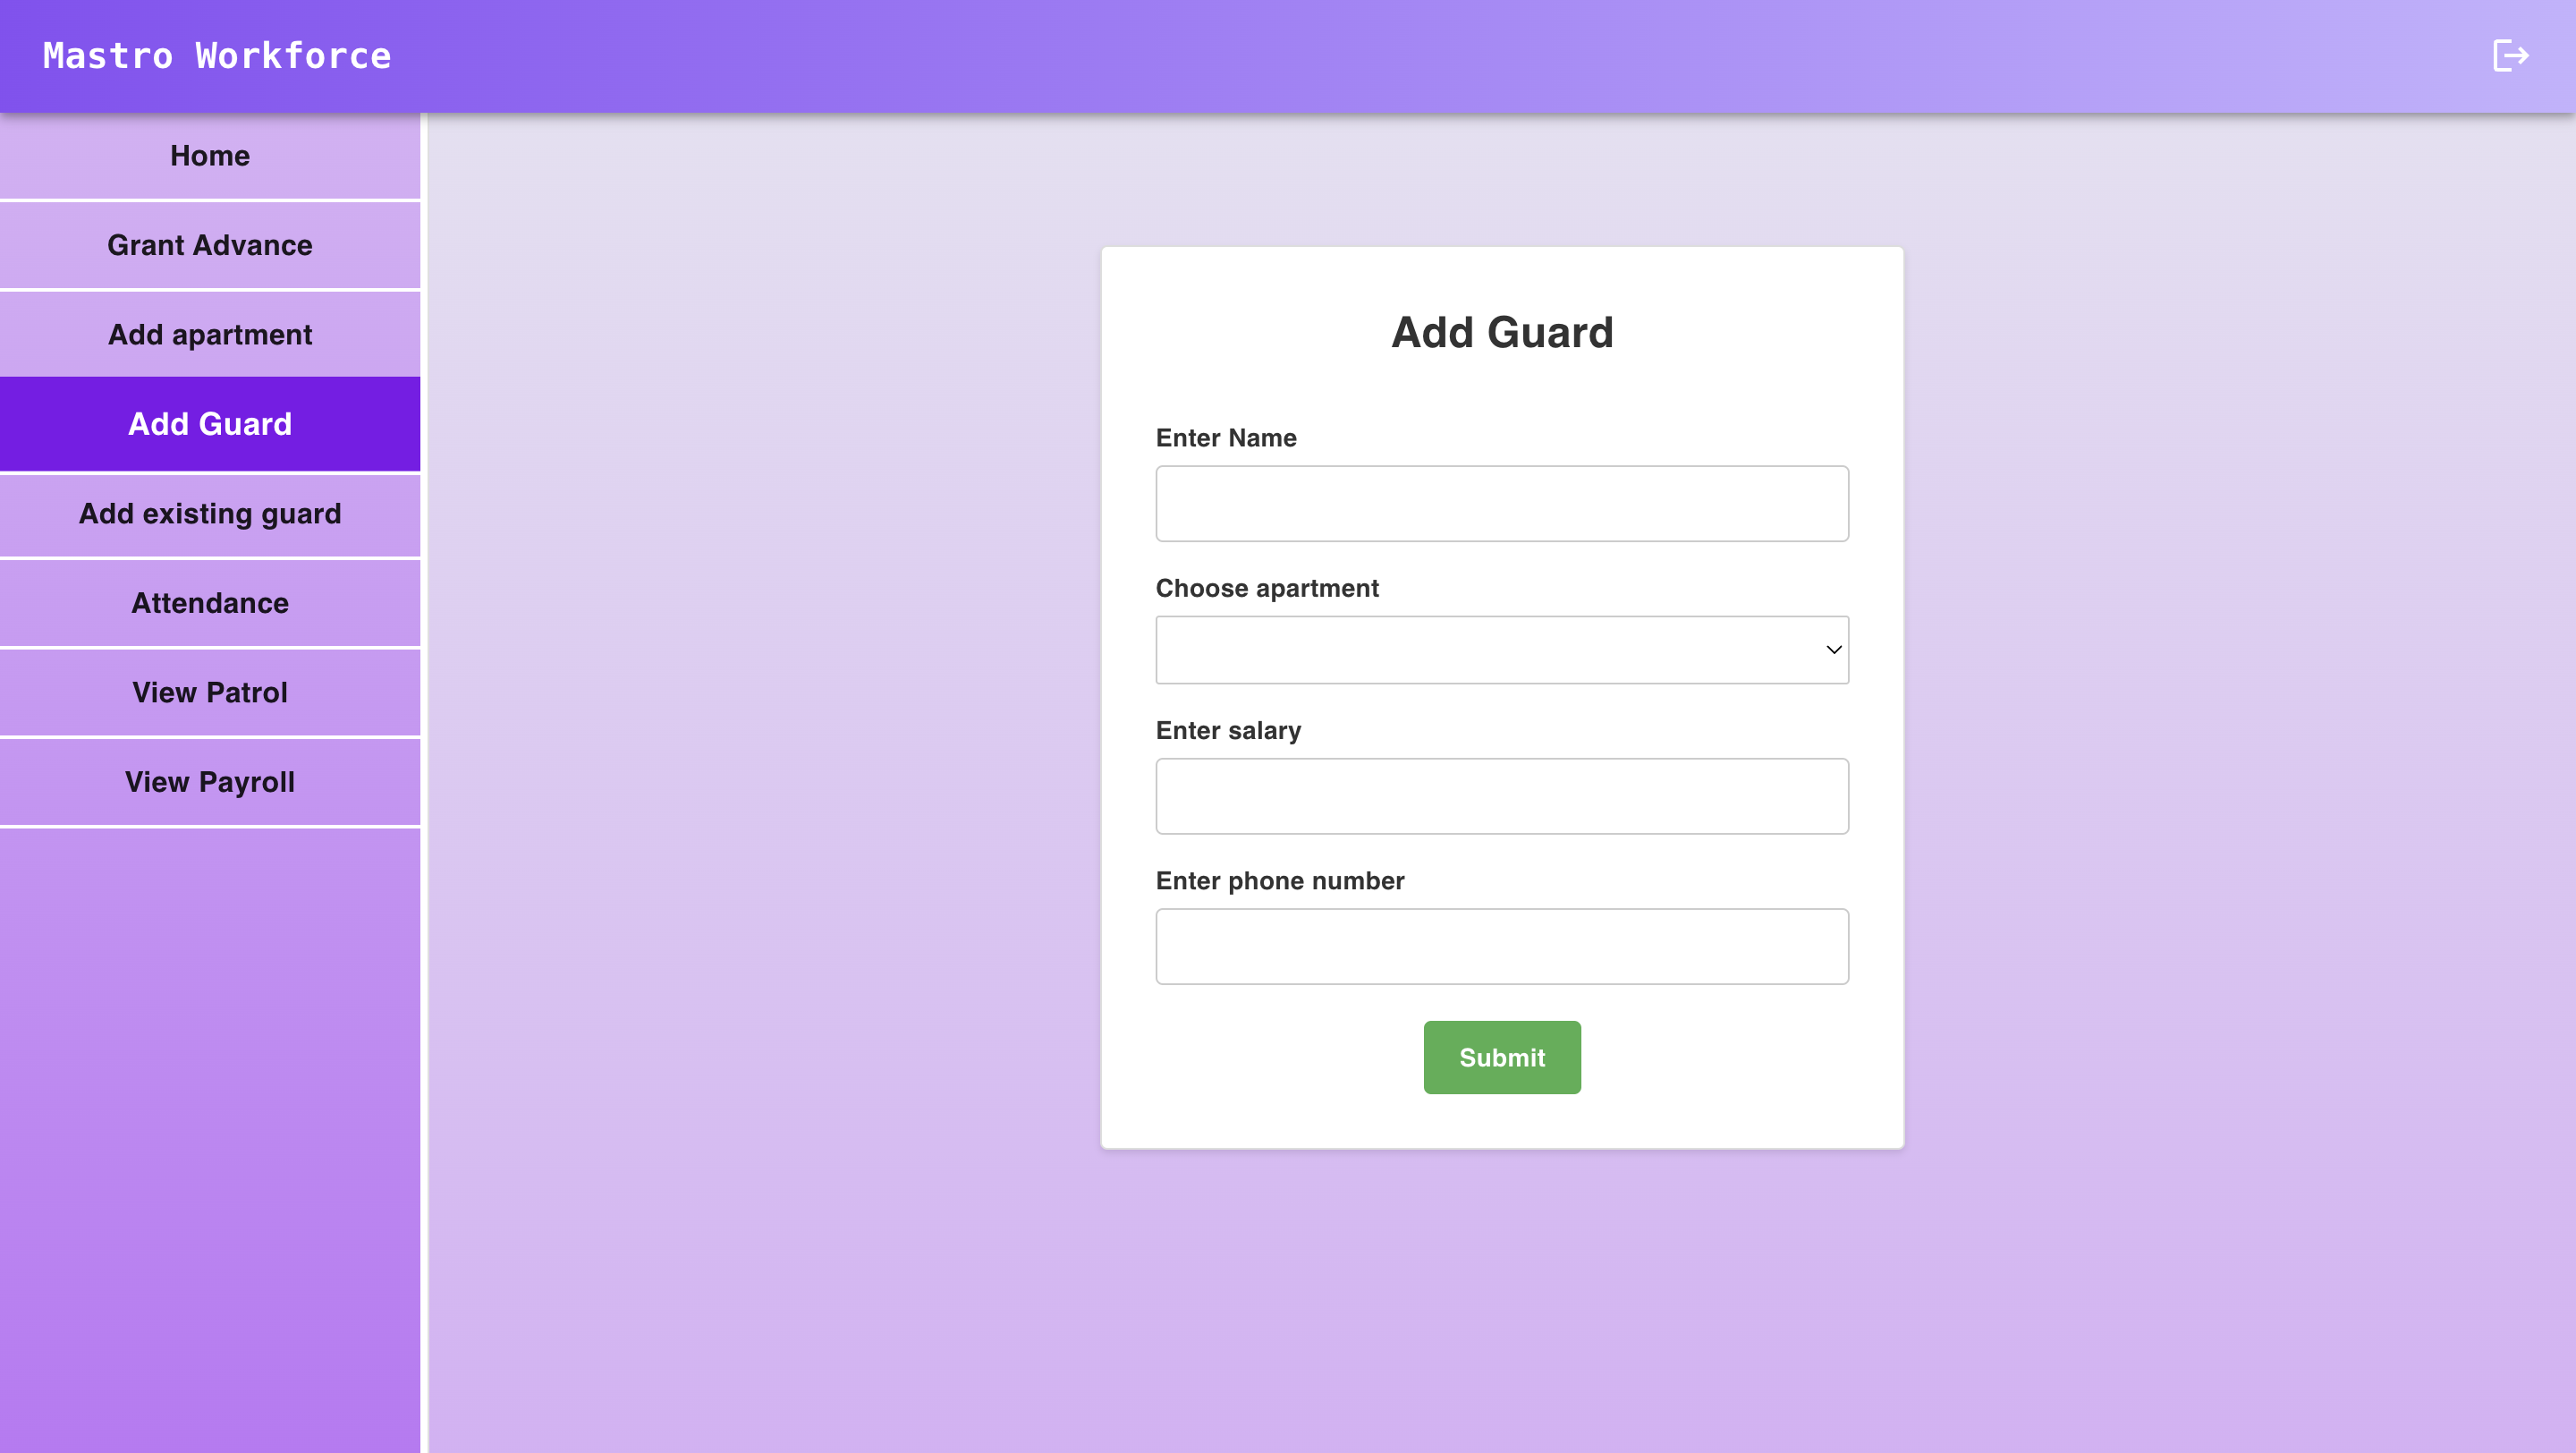 Mastro Workforce
Home
Grant Advance
Add apartment
Add Guard
Add existing guard
Attendance
View Patrol
View Payroll
Add Guard
Enter Name
Choose apartment
Enter salary
Enter phone number
Submit